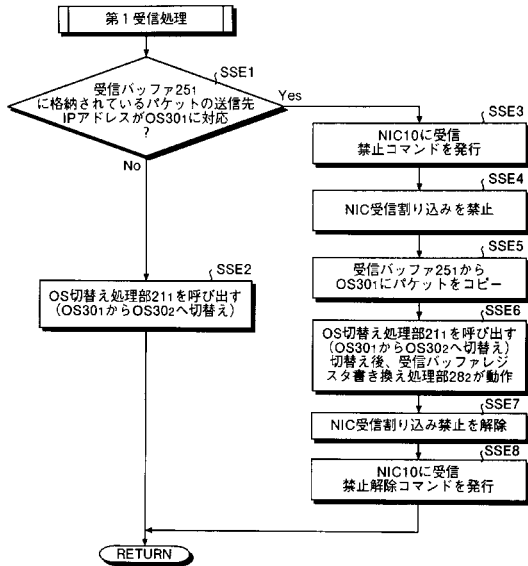 第1受信処理
SSE1
受信バッファ25₁
に格納されているパケットの送信先
IPアドレスがOS30₁に対応
?
Yes
No
SSE3
NIC10に受信
禁止コマンドを発行
SSE4
NIC受信割り込みを禁止
SSE5
受信バッファ25₁から
OS30₁にパケットをコピー
SSE2
OS切替え処理部21₁を呼び出す
(OS30₁からOS30₂へ切替え)
SSE6
OS切替え処理部21₁を呼び出す
(OS30₁からOS30₂へ切替え)
切替え後、受信バッファレジ
スタ書き換え処理部28₂が動作
SSE7
NIC受信割り込み禁止を解除
SSE8
NIC10に受信
禁止解除コマンドを発行
RETURN